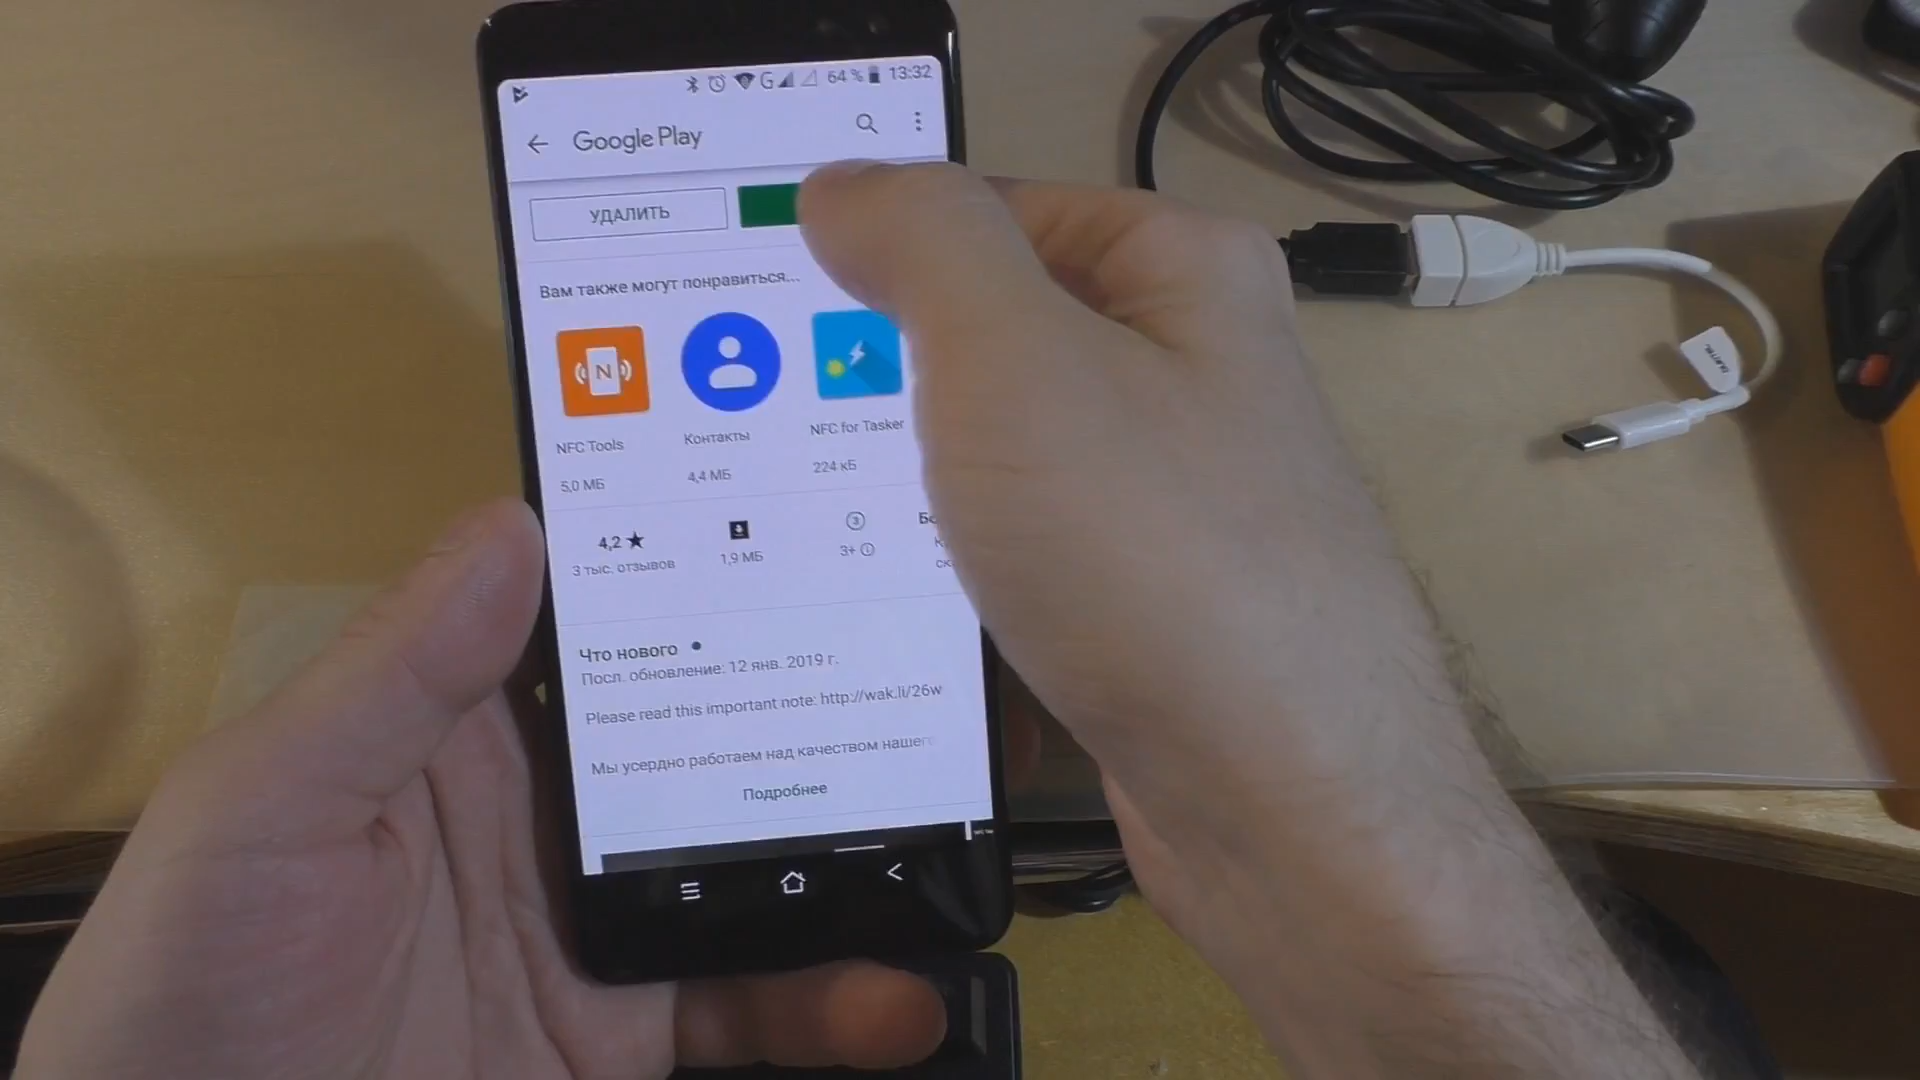 G 64 % 13:32
Google Play
УДАЛИТЬ
Вам также могут понравиться...
N
NFC Tools
5,0 МБ
Контакты
4,4 МБ
NFC for Tasker
224 кБ
4,2 ★
3 тыс. отзывов
1,9 МБ
3
3+
Что нового
Посл. обновление: 12 янв. 2019 г.
Please read this important note: http://wak.li/26w
Мы усердно работаем над качеством нашего
Подробнее